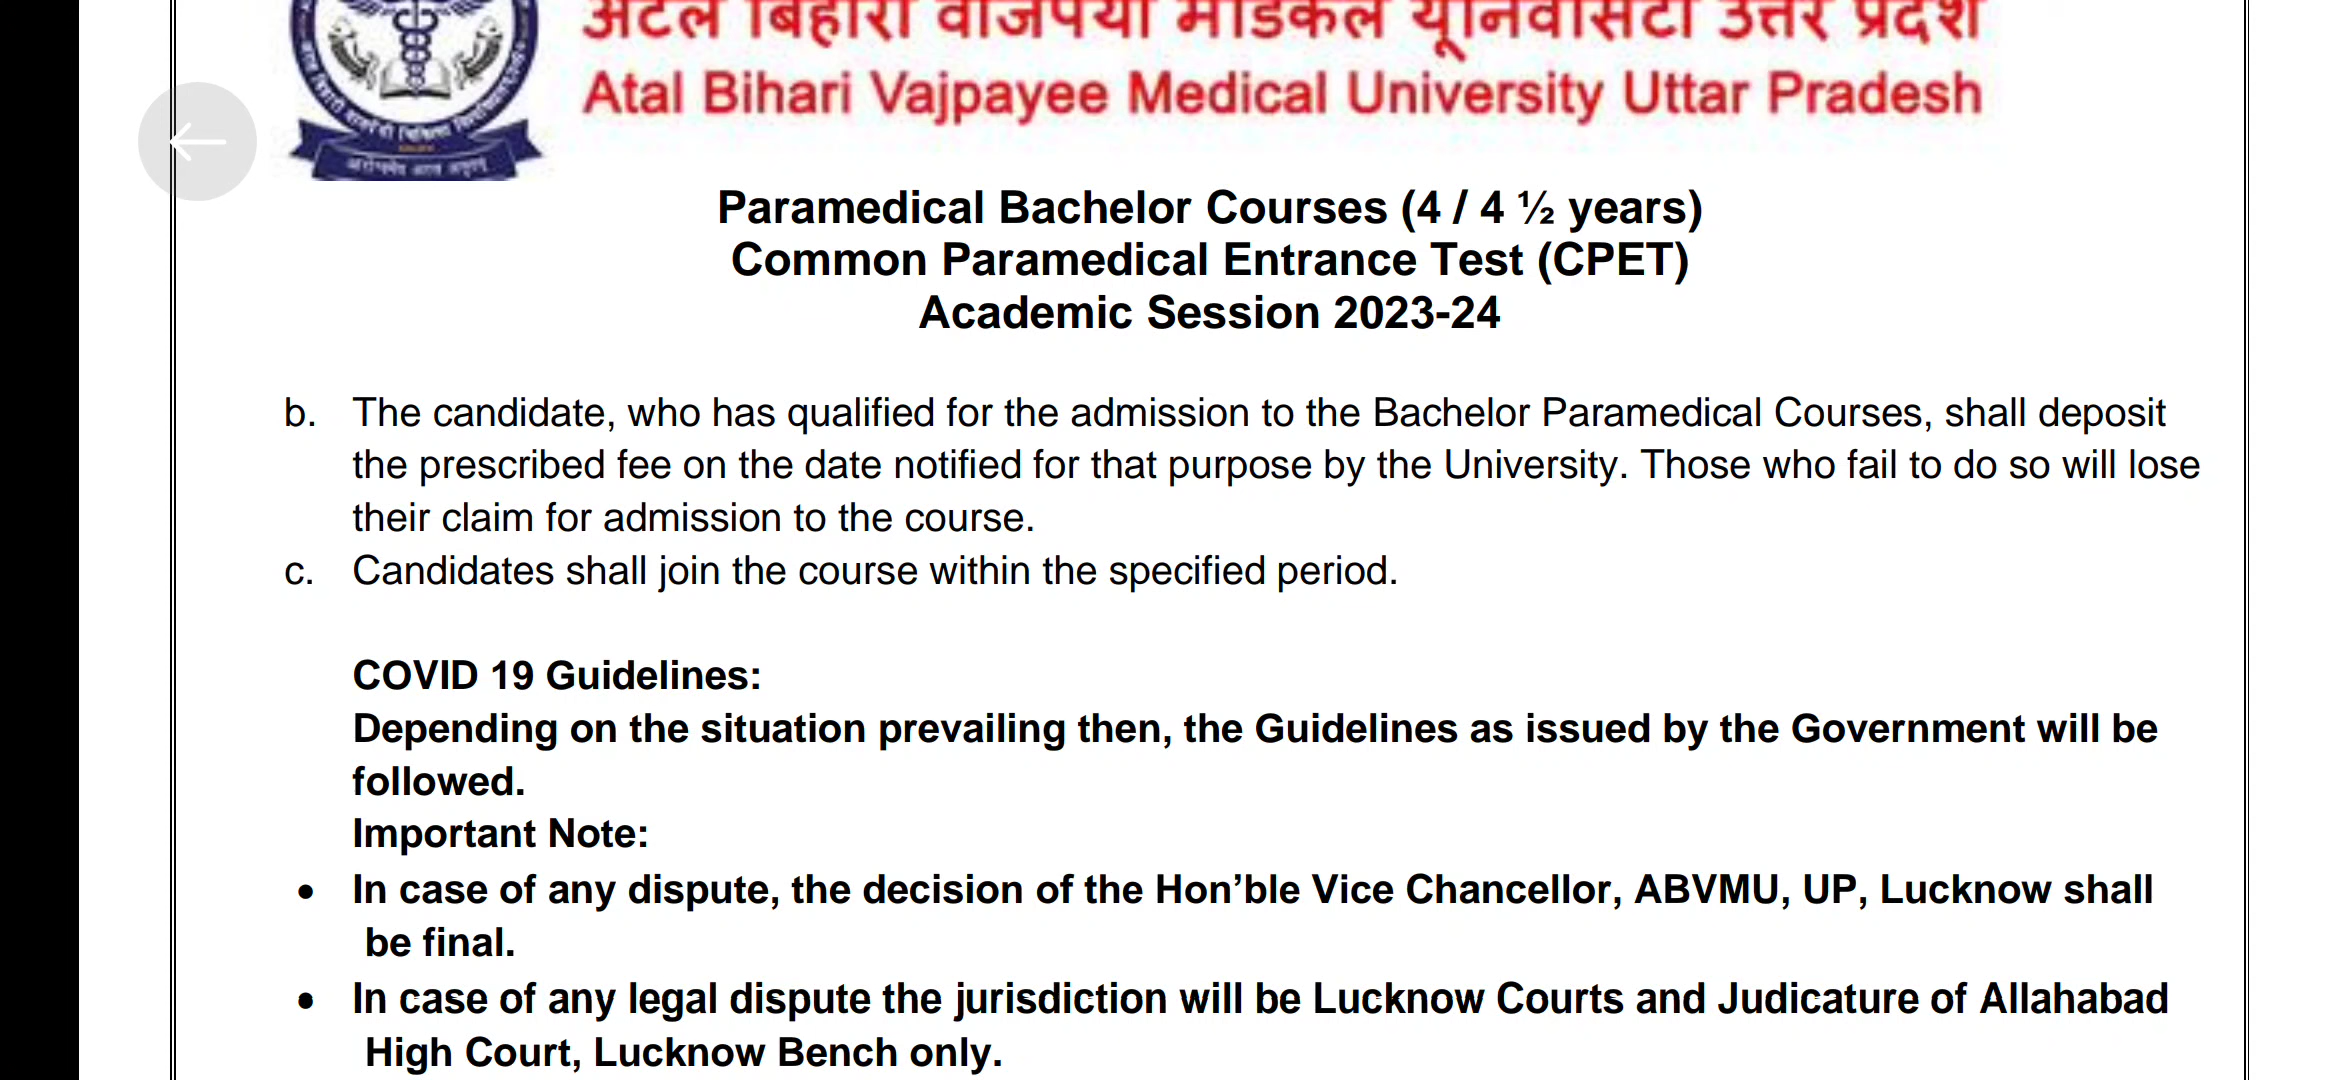 अटल बिहारी वाजपेयी मेडिकल यूनिवर्सिटी उत्तर प्रदेश
Atal Bihari Vajpayee Medical University Uttar Pradesh
Paramedical Bachelor Courses (4 / 4 ½ years)
Common Paramedical Entrance Test (CPET)
Academic Session 2023-24
b. The candidate, who has qualified for the admission to the Bachelor Paramedical Courses, shall deposit
the prescribed fee on the date notified for that purpose by the University. Those who fail to do so will lose
their claim for admission to the course.
c. Candidates shall join the course within the specified period.
COVID 19 Guidelines:
Depending on the situation prevailing then, the Guidelines as issued by the Government will be
followed.
Important Note:
• In case of any dispute, the decision of the Hon’ble Vice Chancellor, ABVMU, UP, Lucknow shall
be final.
• In case of any legal dispute the jurisdiction will be Lucknow Courts and Judicature of Allahabad
High Court, Lucknow Bench only.